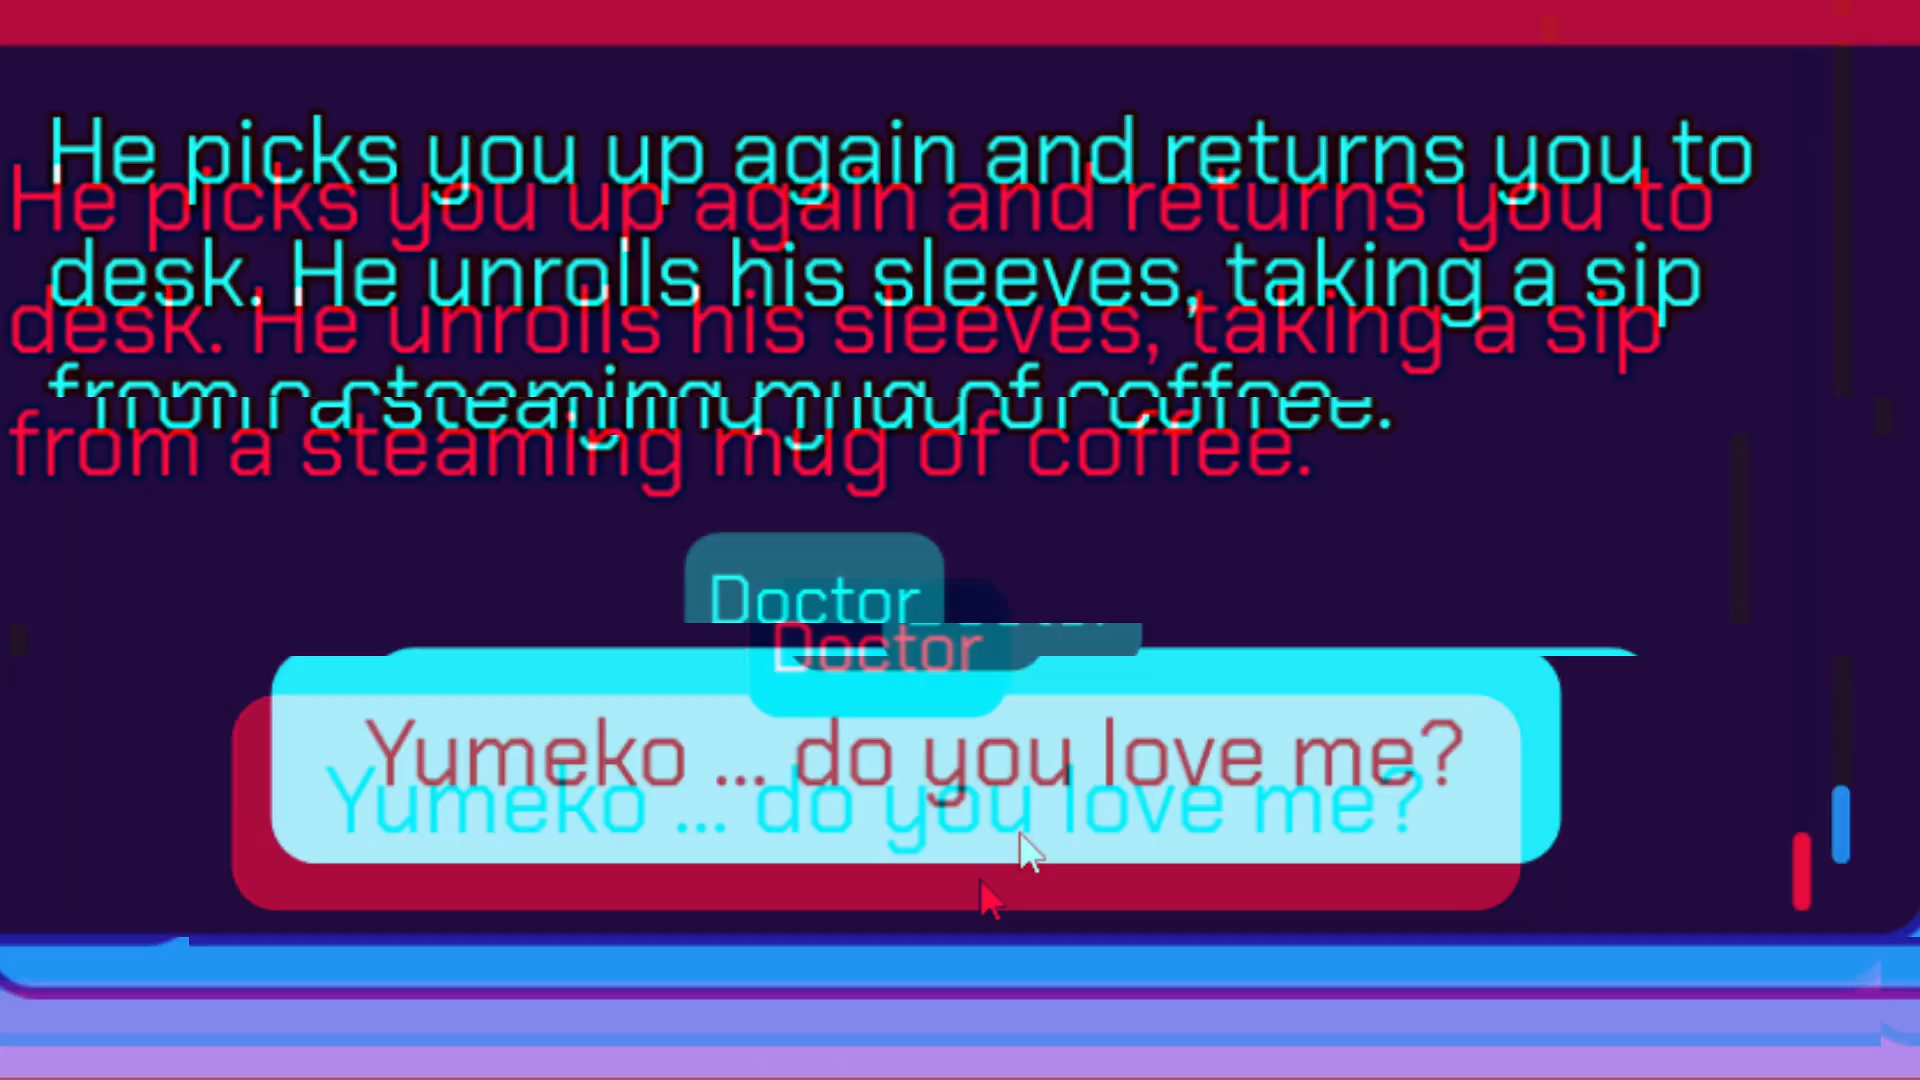 He picks you up again and returns you to
desk. He unrolls his sleeves, taking a sip
from a steaming mug of coffee.
Doctor
Yumeko ... do you love me?